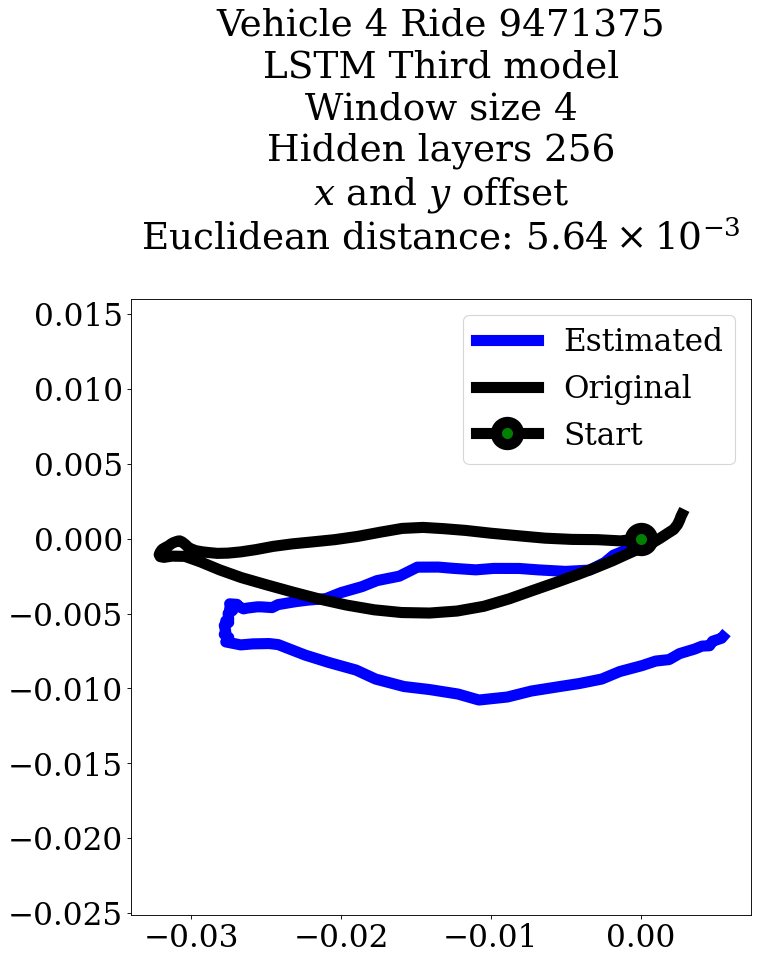 Vehicle 4 Ride 9471375
LSTM Third model
Window size 4
Hidden layers 256
x and y offset
Euclidean distance: 5.64 × 10⁻³
Estimated
Original
Start
0.015
0.010
0.005
0.000
−0.005
−0.010
−0.015
−0.020
−0.025
−0.03 −0.02 −0.01 0.00